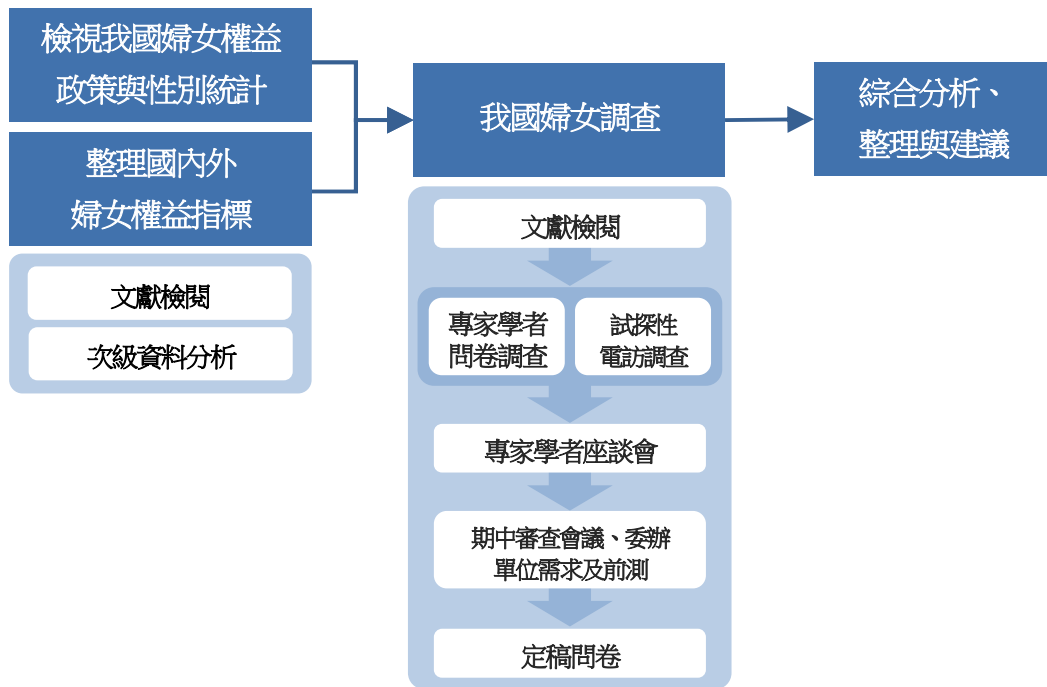 檢視我國婦女權益
政策與性別統計
整理國內外
婦女權益指標
文獻檢閱
次級資料分析
我國婦女調查
文獻檢閱
專家學者
問卷調查
試探性
電訪調查
專家學者座談會
期中審查會議、委辦
單位需求及前測
定稿問卷
綜合分析、
整理與建議